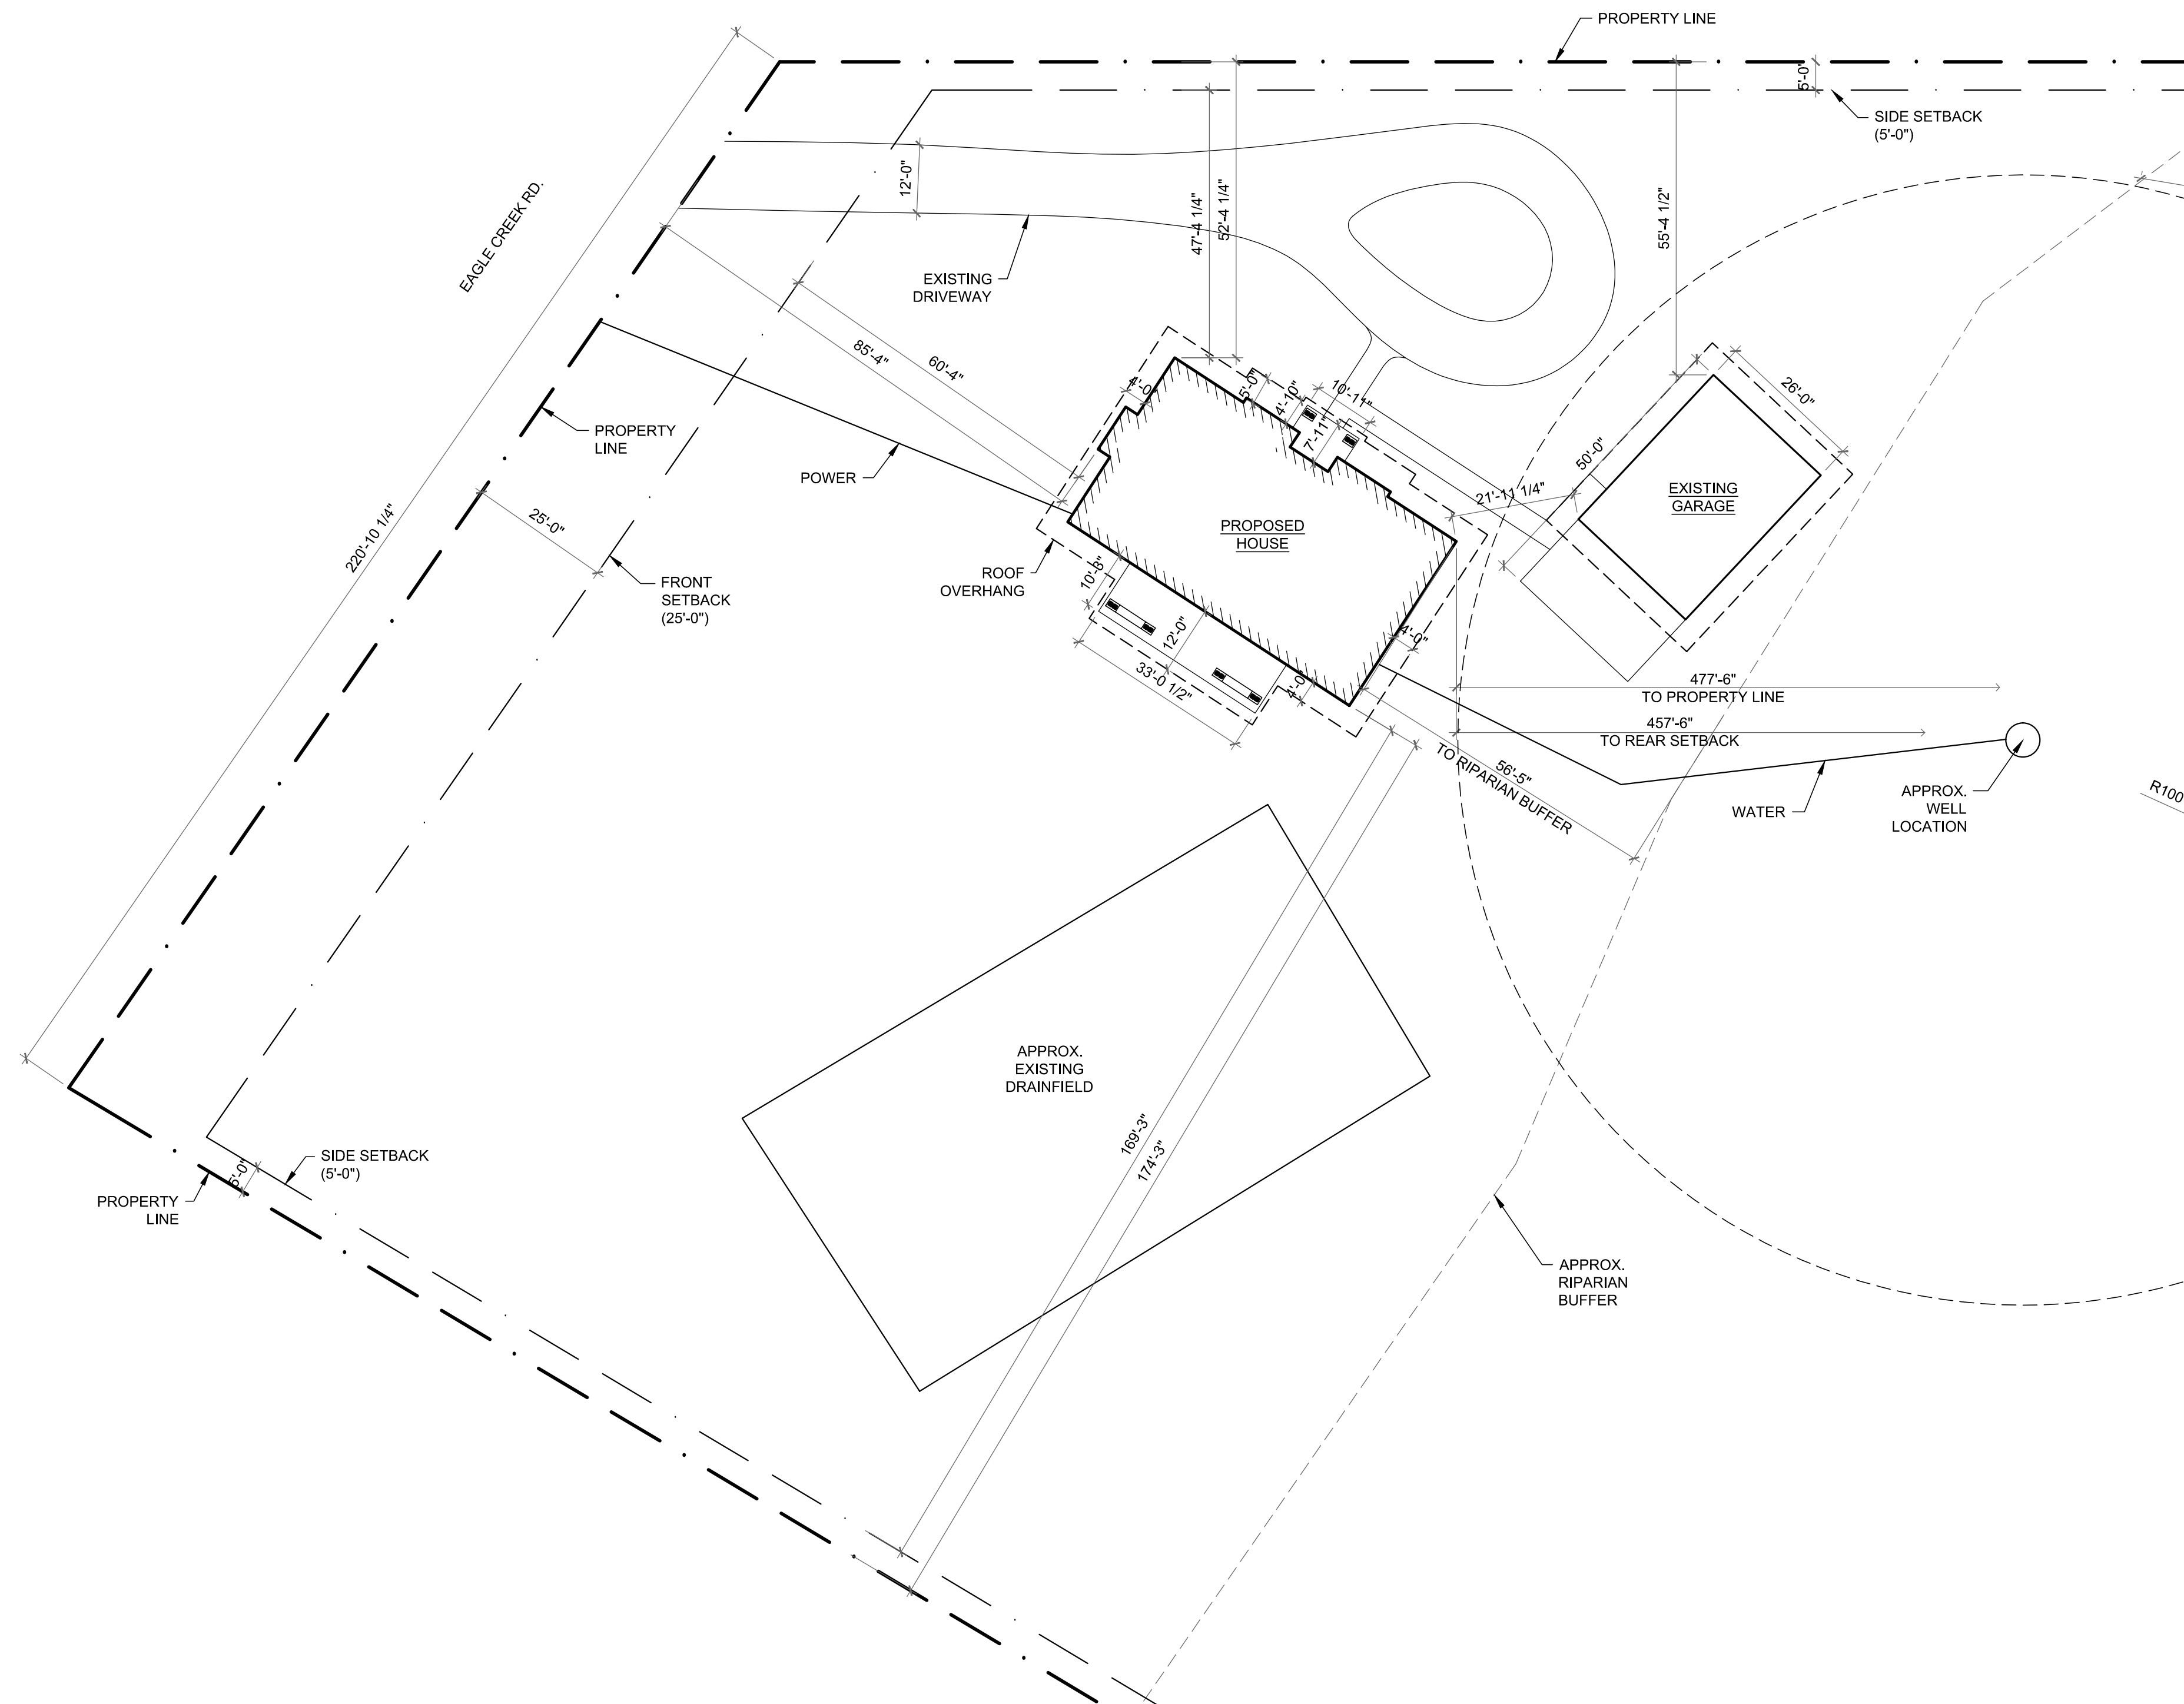 PROPERTY LINE
5'-0"
SIDE SETBACK
(5'-0")
EAGLE CREEK RD.
12'-0"
47'-4 1/4"
52'-4 1/4"
55'-4 1/2"
EXISTING
DRIVEWAY
85'-4"
60'-4"
4'-0"
5'-0"
4'-10"
10'-11"
7'-11"
26'-0"
50'-0"
PROPERTY
LINE
POWER
21'-11 1/4"
EXISTING
GARAGE
PROPOSED
HOUSE
220'-10 1/4"
25'-0"
FRONT
SETBACK
(25'-0")
ROOF
OVERHANG
10'-8"
12'-0"
33'-0 1/2"
4'-0"
4'-0"
477'-6"
TO PROPERTY LINE
457'-6"
TO REAR SETBACK
56'-5"
TO RIPARIAN BUFFER
WATER
APPROX.
WELL
LOCATION
R100
APPROX.
EXISTING
DRAINFIELD
169'-3"
174'-3"
SIDE SETBACK
(5'-0")
5'-0"
PROPERTY
LINE
APPROX.
RIPARIAN
BUFFER